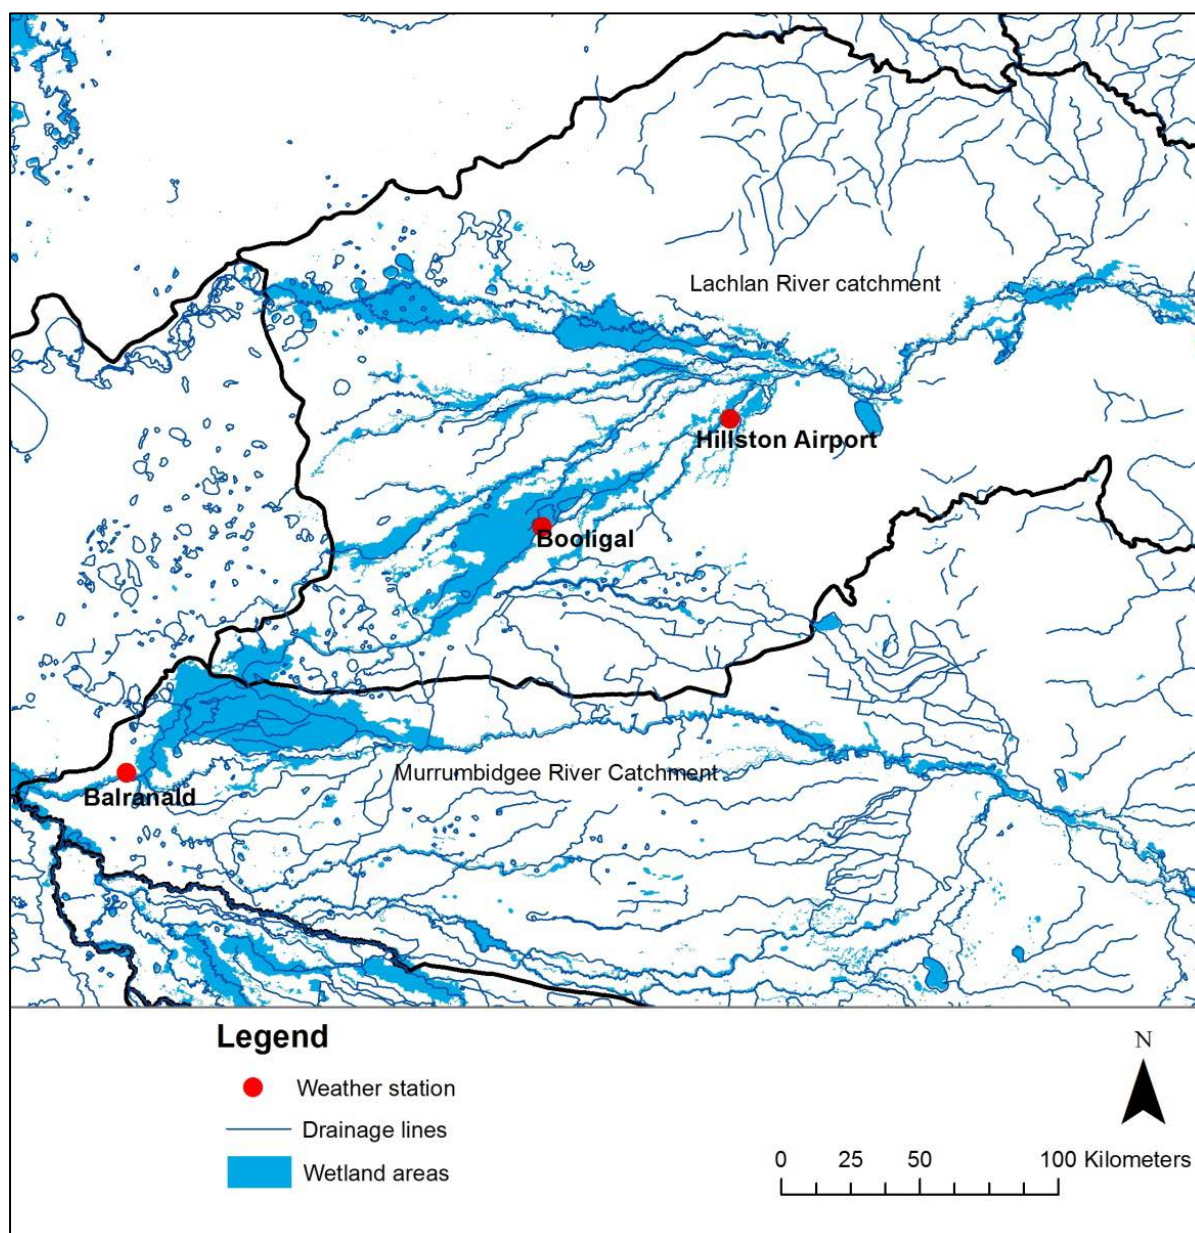 Lachlan River catchment
Hillston Airport
Booligal
Murrumbidgee River Catchment
Balranald
Legend
Weather station
Drainage lines
Wetland areas
N
0 25 50 100 Kilometers